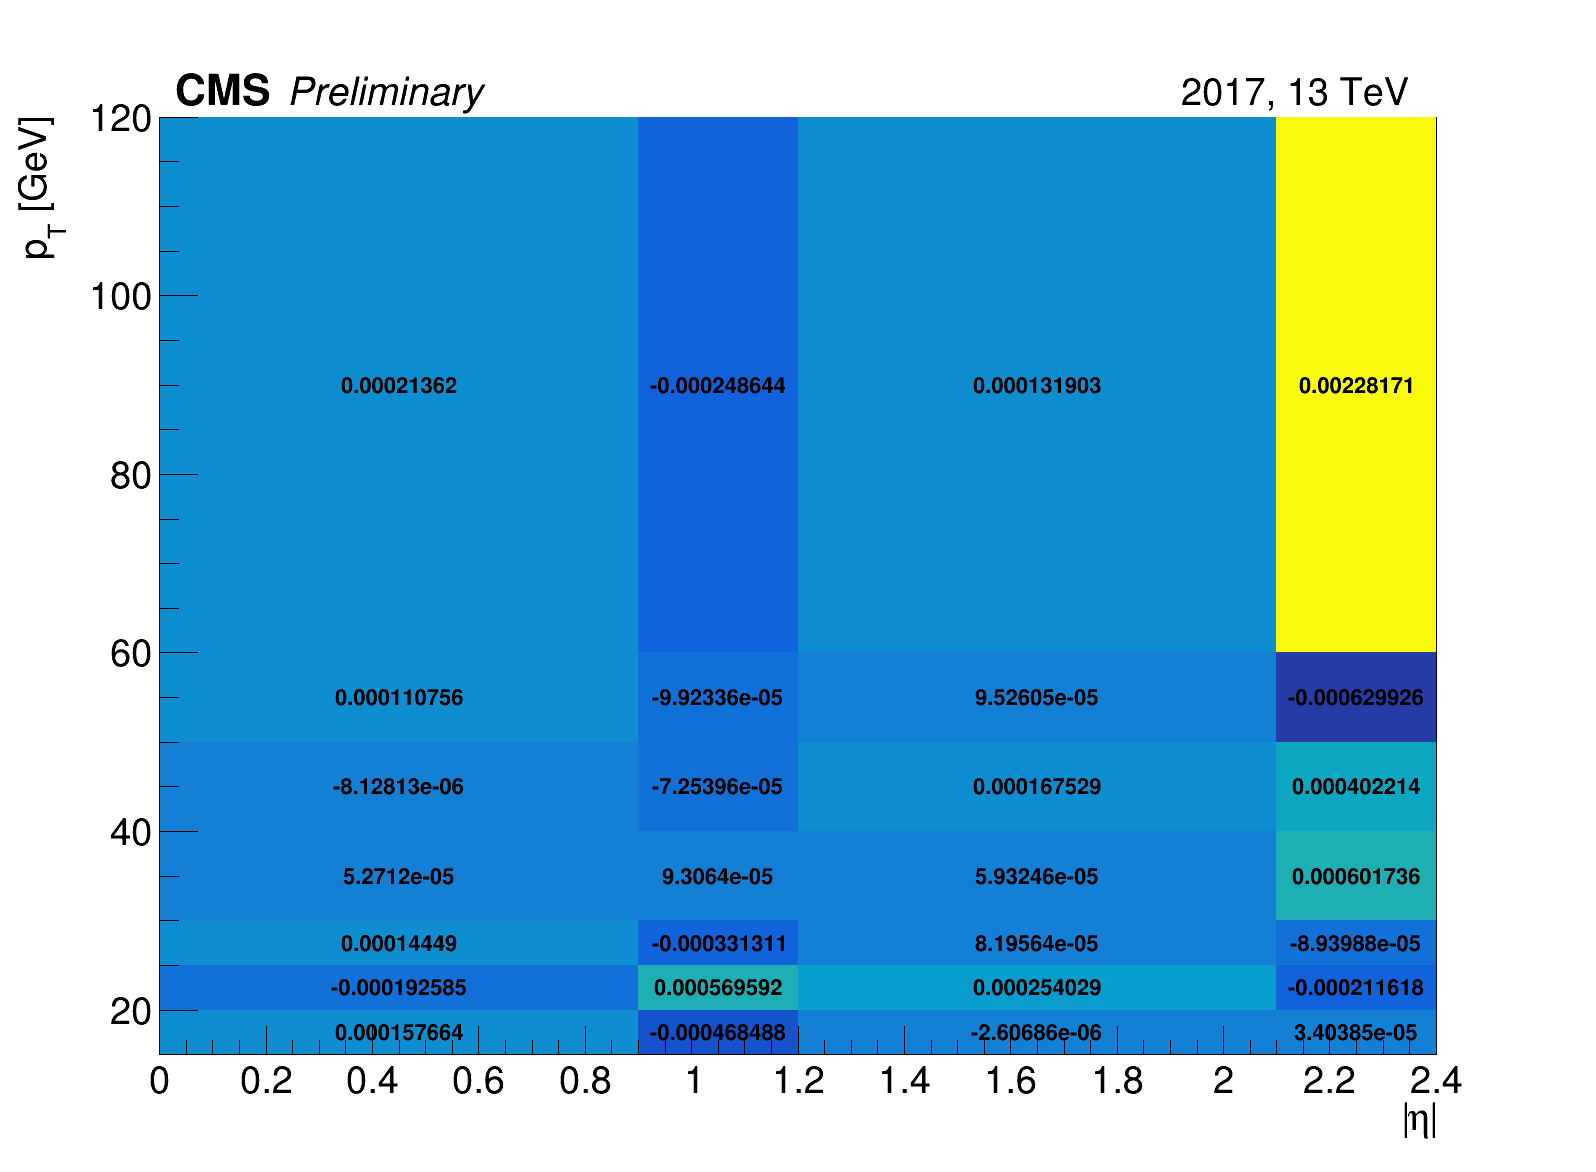 CMS Preliminary 2017, 13 TeV
p_T [GeV]
120
100
0.00021362 -0.000248644 0.000131903 0.00228171
80
60
0.000110756 -9.92336e-05 9.52605e-05 -0.000629926
-8.12813e-06 -7.25396e-05 0.000167529 0.000402214
40
5.2712e-05 9.3064e-05 5.93246e-05 0.000601736
0.00014449 -0.000331311 8.19564e-05 -8.93988e-05
-0.000192585 0.000569592 0.000254029 -0.000211618
20
0.000157664 -0.000468488 -2.60686e-06 3.40385e-05
0 0.2 0.4 0.6 0.8 1 1.2 1.4 1.6 1.8 2 2.2 2.4
|η|